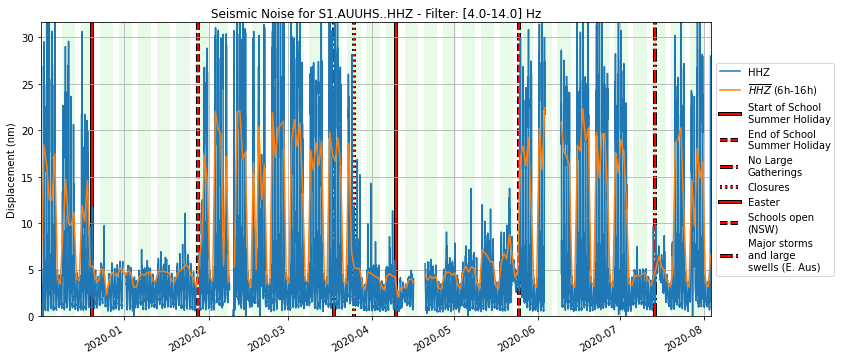 Seismic Noise for S1.AUUHS..HHZ - Filter: [4.0-14.0] Hz
Displacement (nm)
30
25
20
15
10
5
0
2020-01
2020-02
2020-03
2020-04
2020-05
2020-06
2020-07
2020-08
HHZ
HHZ (6h-16h)
Start of School
Summer Holiday
End of School
Summer Holiday
No Large
Gatherings
Closures
Easter
Schools open
(NSW)
Major storms
and large
swells (E. Aus)